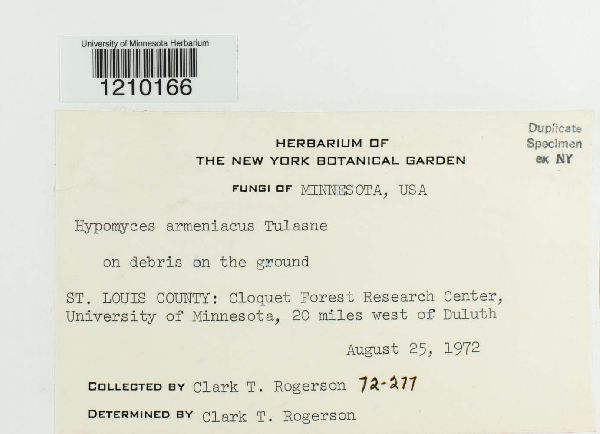 University of Minnesota Herbarium
1210166
HERBARIUM OF
THE NEW YORK BOTANICAL GARDEN
Duplicate
Specimen
ex NY
FUNGI OF MINNESOTA, USA
Hypomyces armeniacus Tulasne
on debris on the ground
ST. LOUIS COUNTY: Cloquet Forest Research Center,
University of Minnesota, 20 miles west of Duluth
August 25, 1972
COLLECTED BY Clark T. Rogerson 72-277
DETERMINED BY Clark T. Rogerson